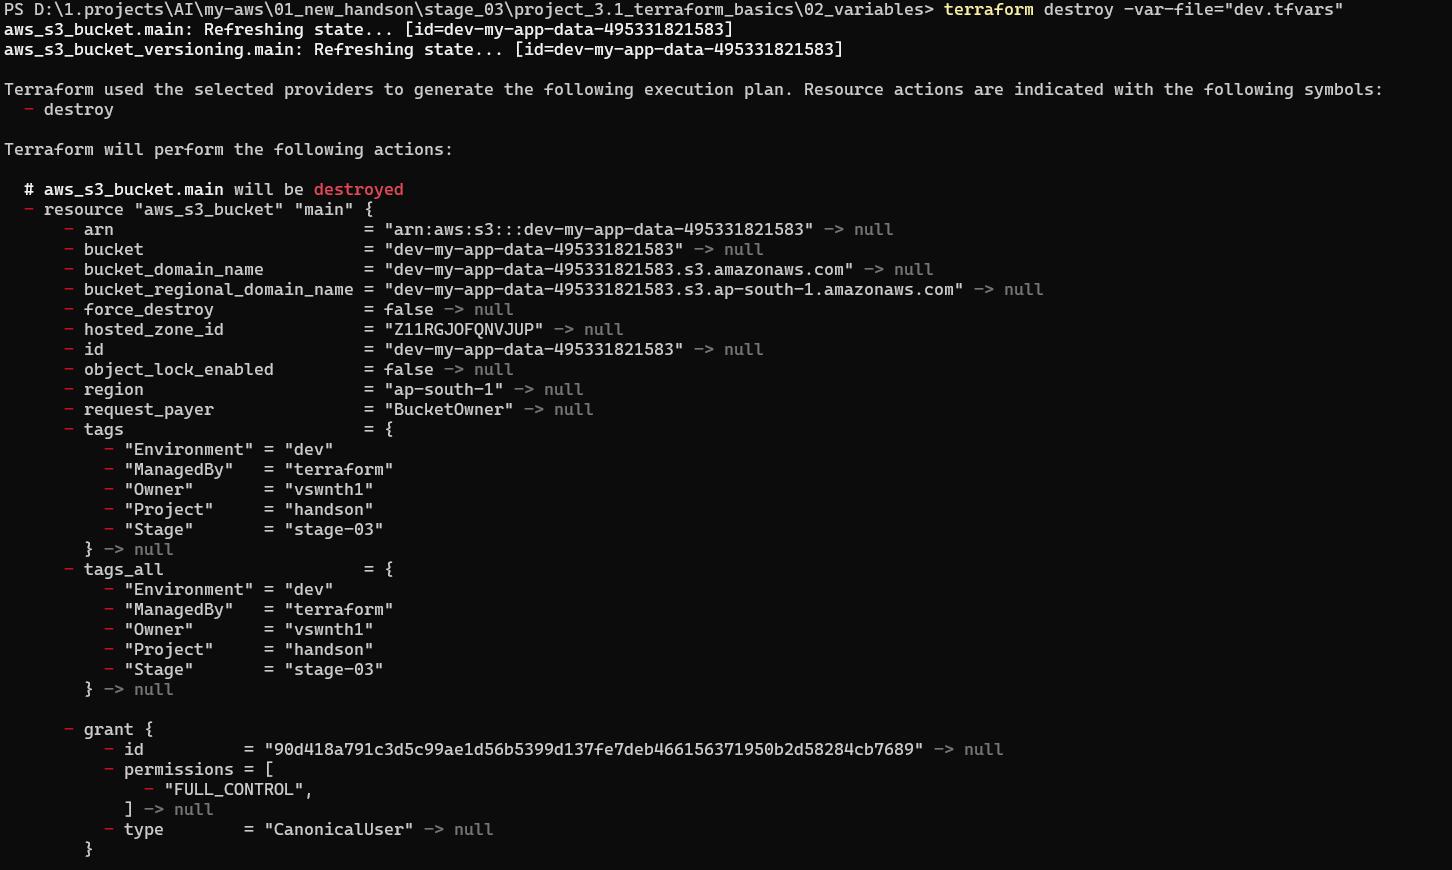 PS D:\1.projects\AI\my-aws\01_new_handson\stage_03\project_3.1_terraform_basics\02_variables> terraform destroy -var-file="dev.tfvars"
aws_s3_bucket.main: Refreshing state... [id=dev-my-app-data-495331821583]
aws_s3_bucket_versioning.main: Refreshing state... [id=dev-my-app-data-495331821583]
Terraform used the selected providers to generate the following execution plan. Resource actions are indicated with the following symbols:
- destroy
Terraform will perform the following actions:
# aws_s3_bucket.main will be destroyed
- resource "aws_s3_bucket" "main" {
- arn = "arn:aws:s3:::dev-my-app-data-495331821583" -> null
- bucket = "dev-my-app-data-495331821583" -> null
- bucket_domain_name = "dev-my-app-data-495331821583.s3.amazonaws.com" -> null
- bucket_regional_domain_name = "dev-my-app-data-495331821583.s3.ap-south-1.amazonaws.com" -> null
- force_destroy = false -> null
- hosted_zone_id = "Z11RGJOFQNVJUP" -> null
- id = "dev-my-app-data-495331821583" -> null
- object_lock_enabled = false -> null
- region = "ap-south-1" -> null
- request_payer = "BucketOwner" -> null
- tags = {
- "Environment" = "dev"
- "ManagedBy" = "terraform"
- "Owner" = "vswnth1"
- "Project" = "handson"
- "Stage" = "stage-03"
} -> null
- tags_all = {
- "Environment" = "dev"
- "ManagedBy" = "terraform"
- "Owner" = "vswnth1"
- "Project" = "handson"
- "Stage" = "stage-03"
} -> null
- grant {
- id = "90d418a791c3d5c99ae1d56b5399d137fe7deb466156371950b2d58284cb7689" -> null
- permissions = [
- "FULL_CONTROL",
] -> null
- type = "CanonicalUser" -> null
}